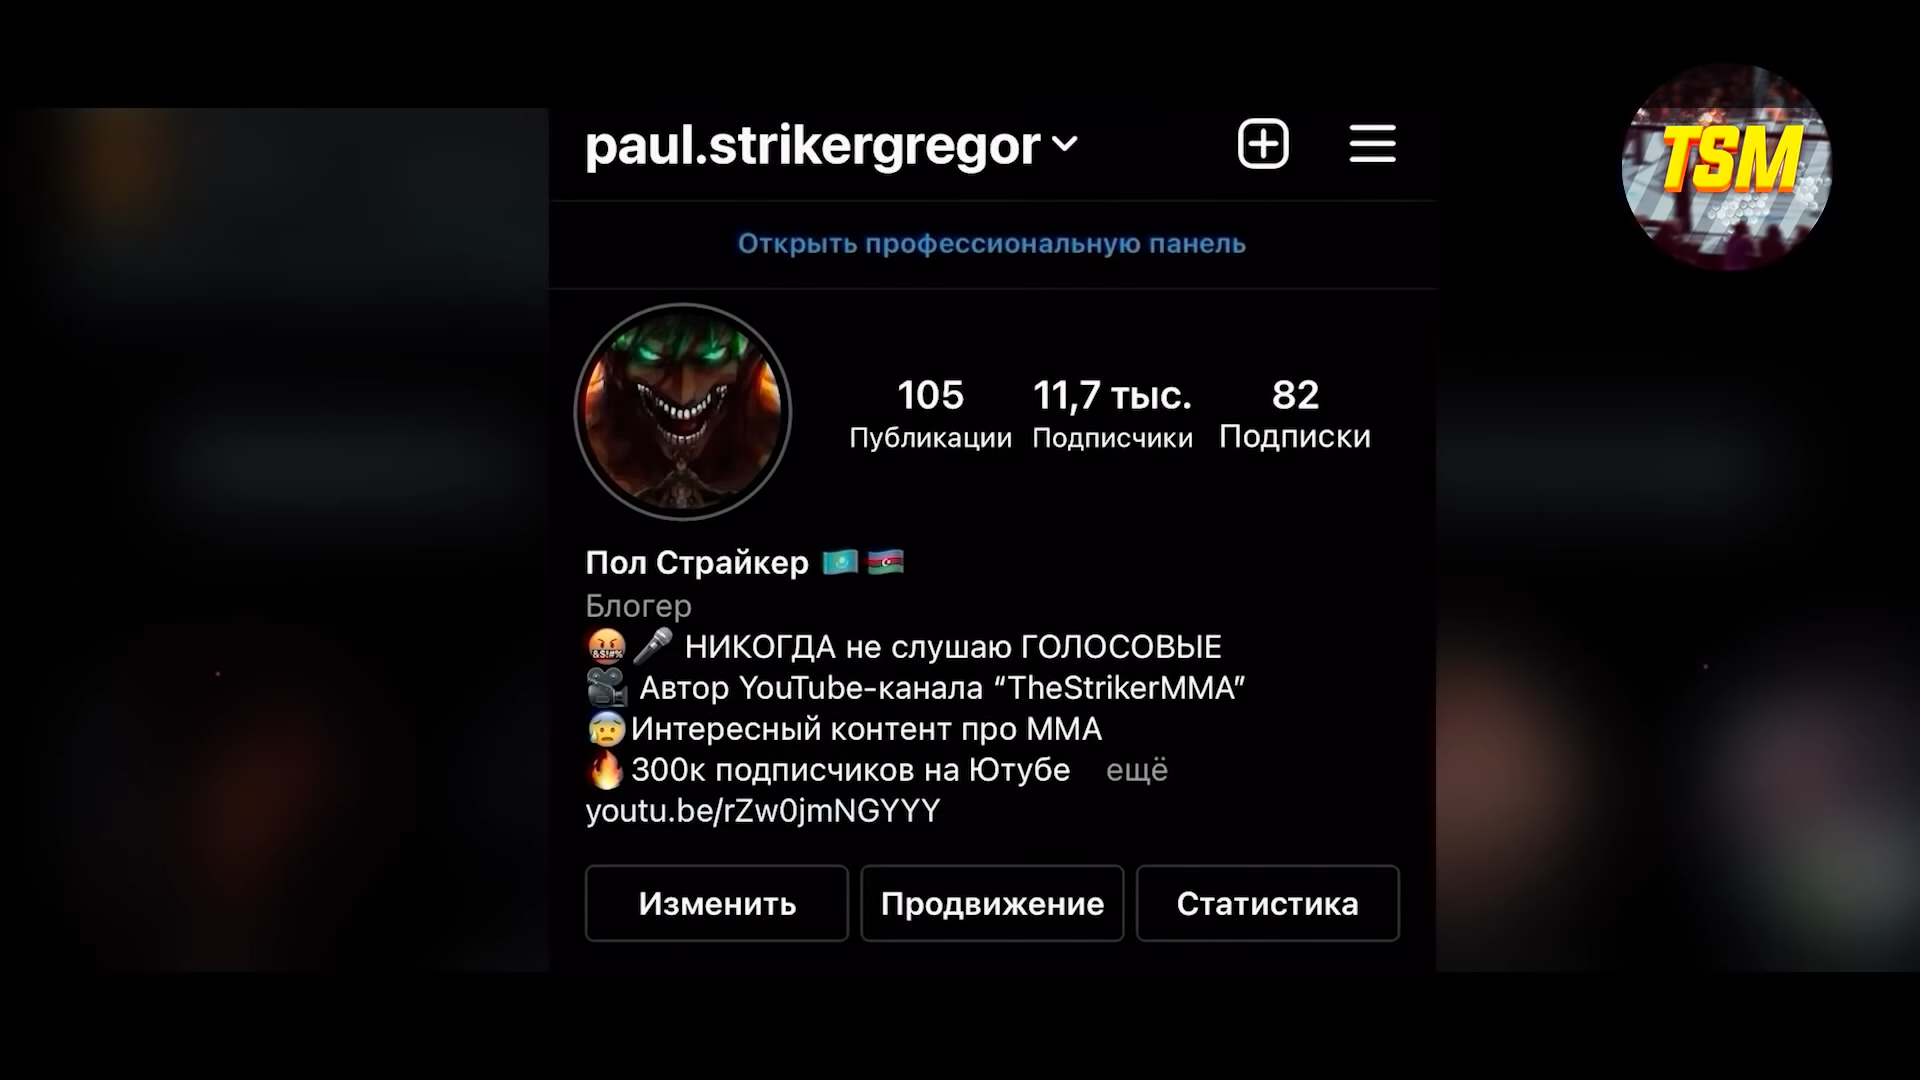 paul.strikergregor
TSM
Открыть профессиональную панель
105 11,7 тыс. 82
Публикации Подписчики Подписки
Пол Страйкер
Блогер
НИКОГДА не слушаю ГОЛОСОВЫЕ
Автор YouTube-канала “TheStrikerMMA”
Интересный контент про ММА
300к подписчиков на Ютубе ещё
youtu.be/rZw0jmNGYYY
Изменить Продвижение Статистика